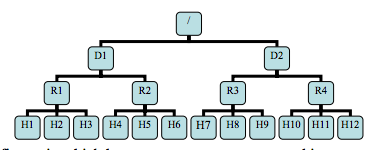 /
D1 D2
R1 R2 R3 R4
H1 H2 H3 H4 H5 H6 H7 H8 H9 H10 H11 H12